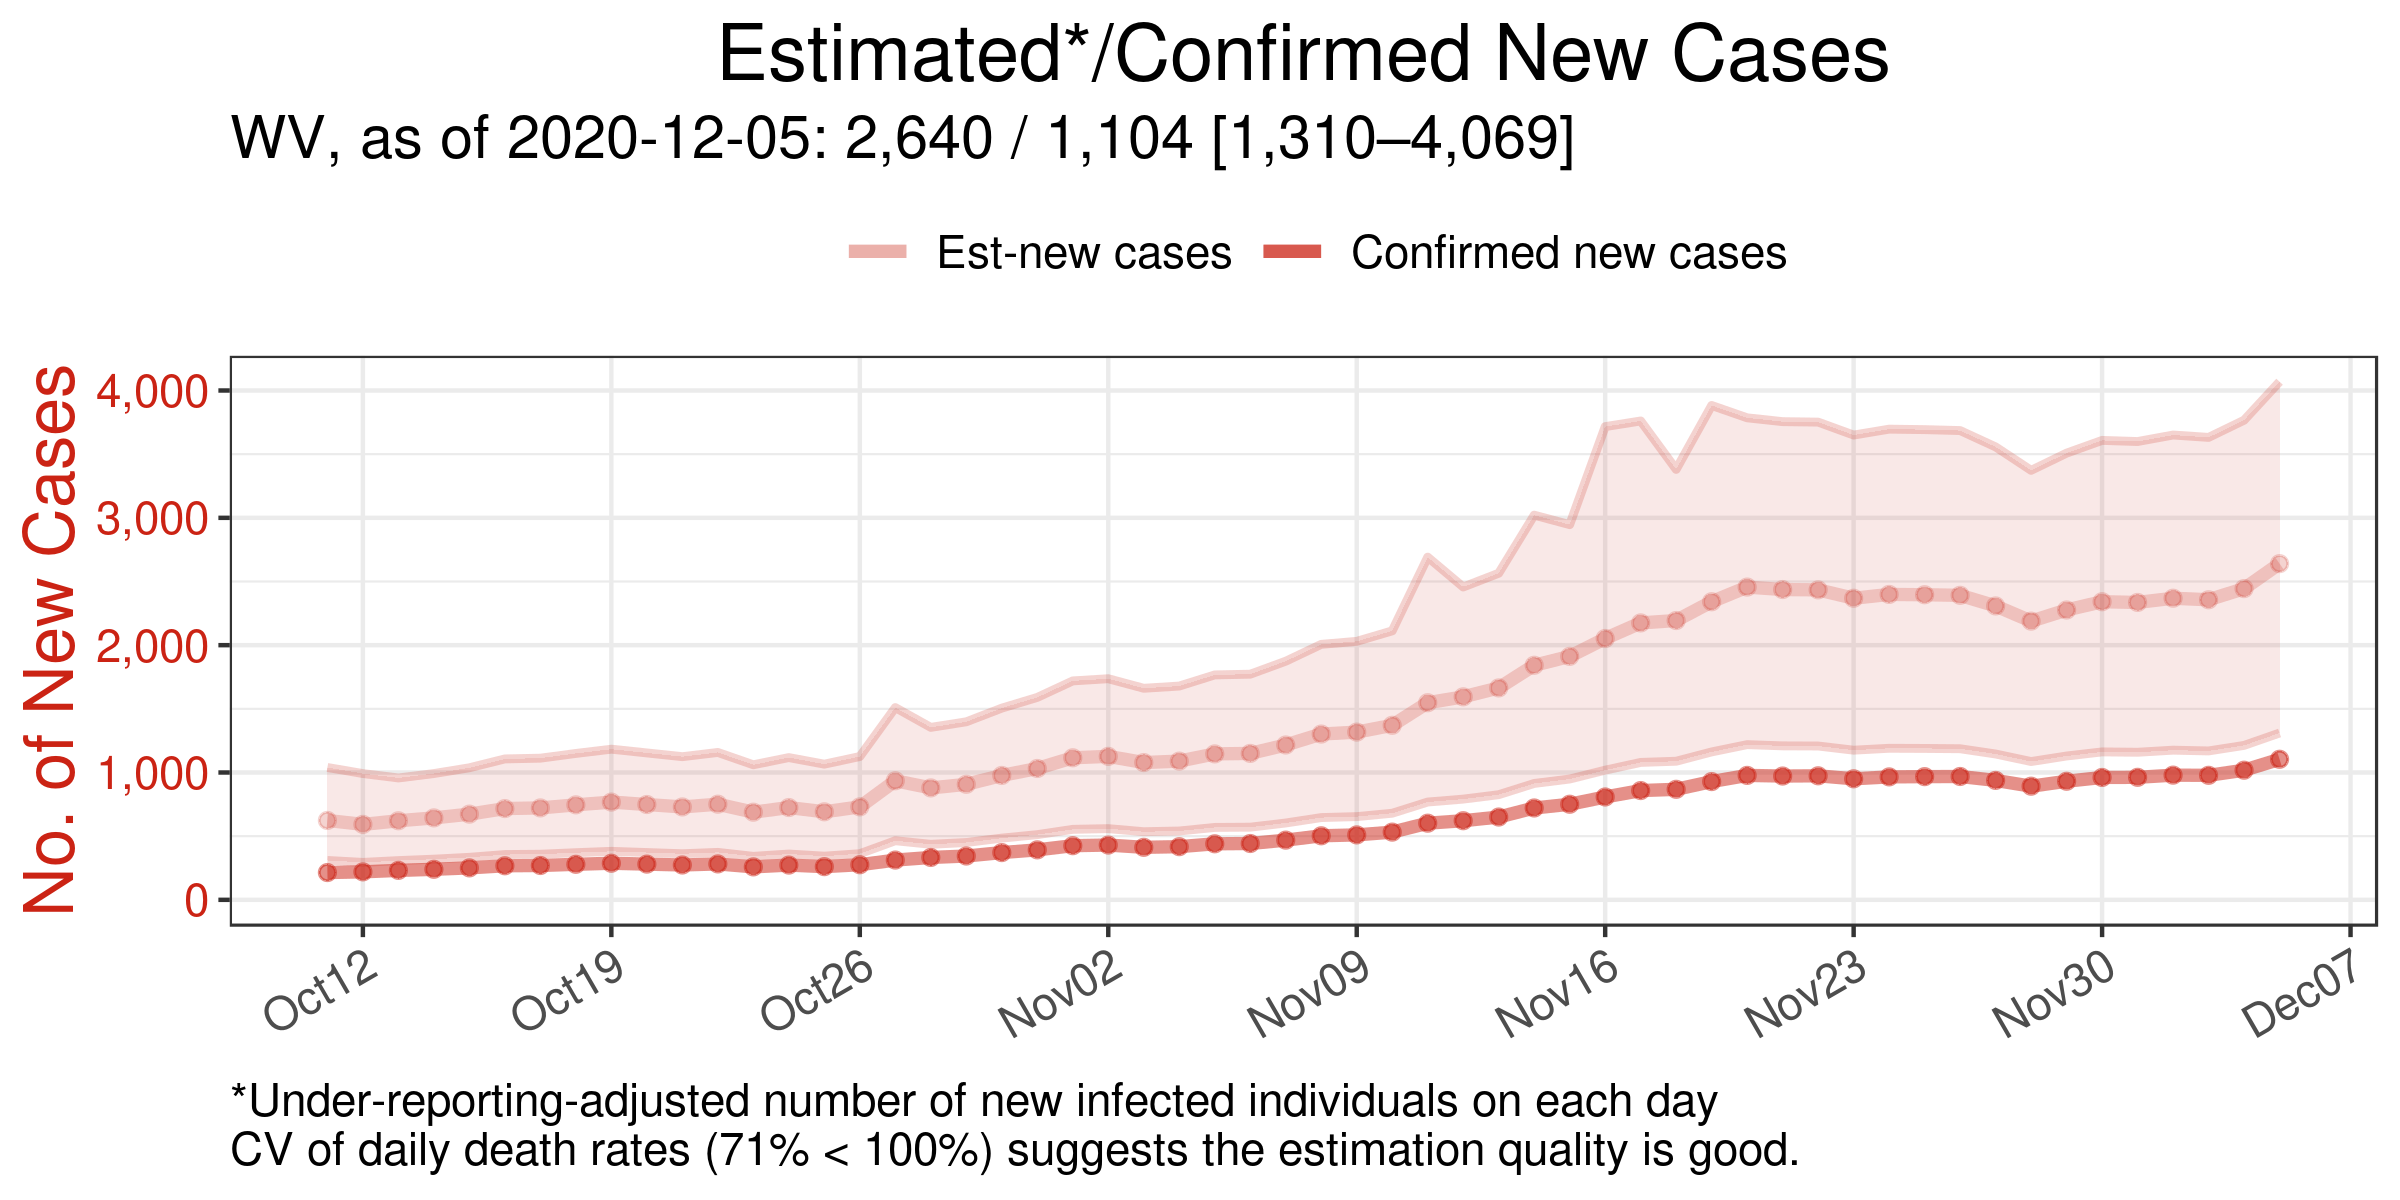 Estimated*/Confirmed New Cases
WV, as of 2020-12-05: 2,640 / 1,104 [1,310–4,069]
Est-new cases
Confirmed new cases
No. of New Cases
4,000
3,000
2,000
1,000
0
Oct12
Oct19
Oct26
Nov02
Nov09
Nov16
Nov23
Nov30
Dec07
*Under-reporting-adjusted number of new infected individuals on each day
CV of daily death rates (71% < 100%) suggests the estimation quality is good.